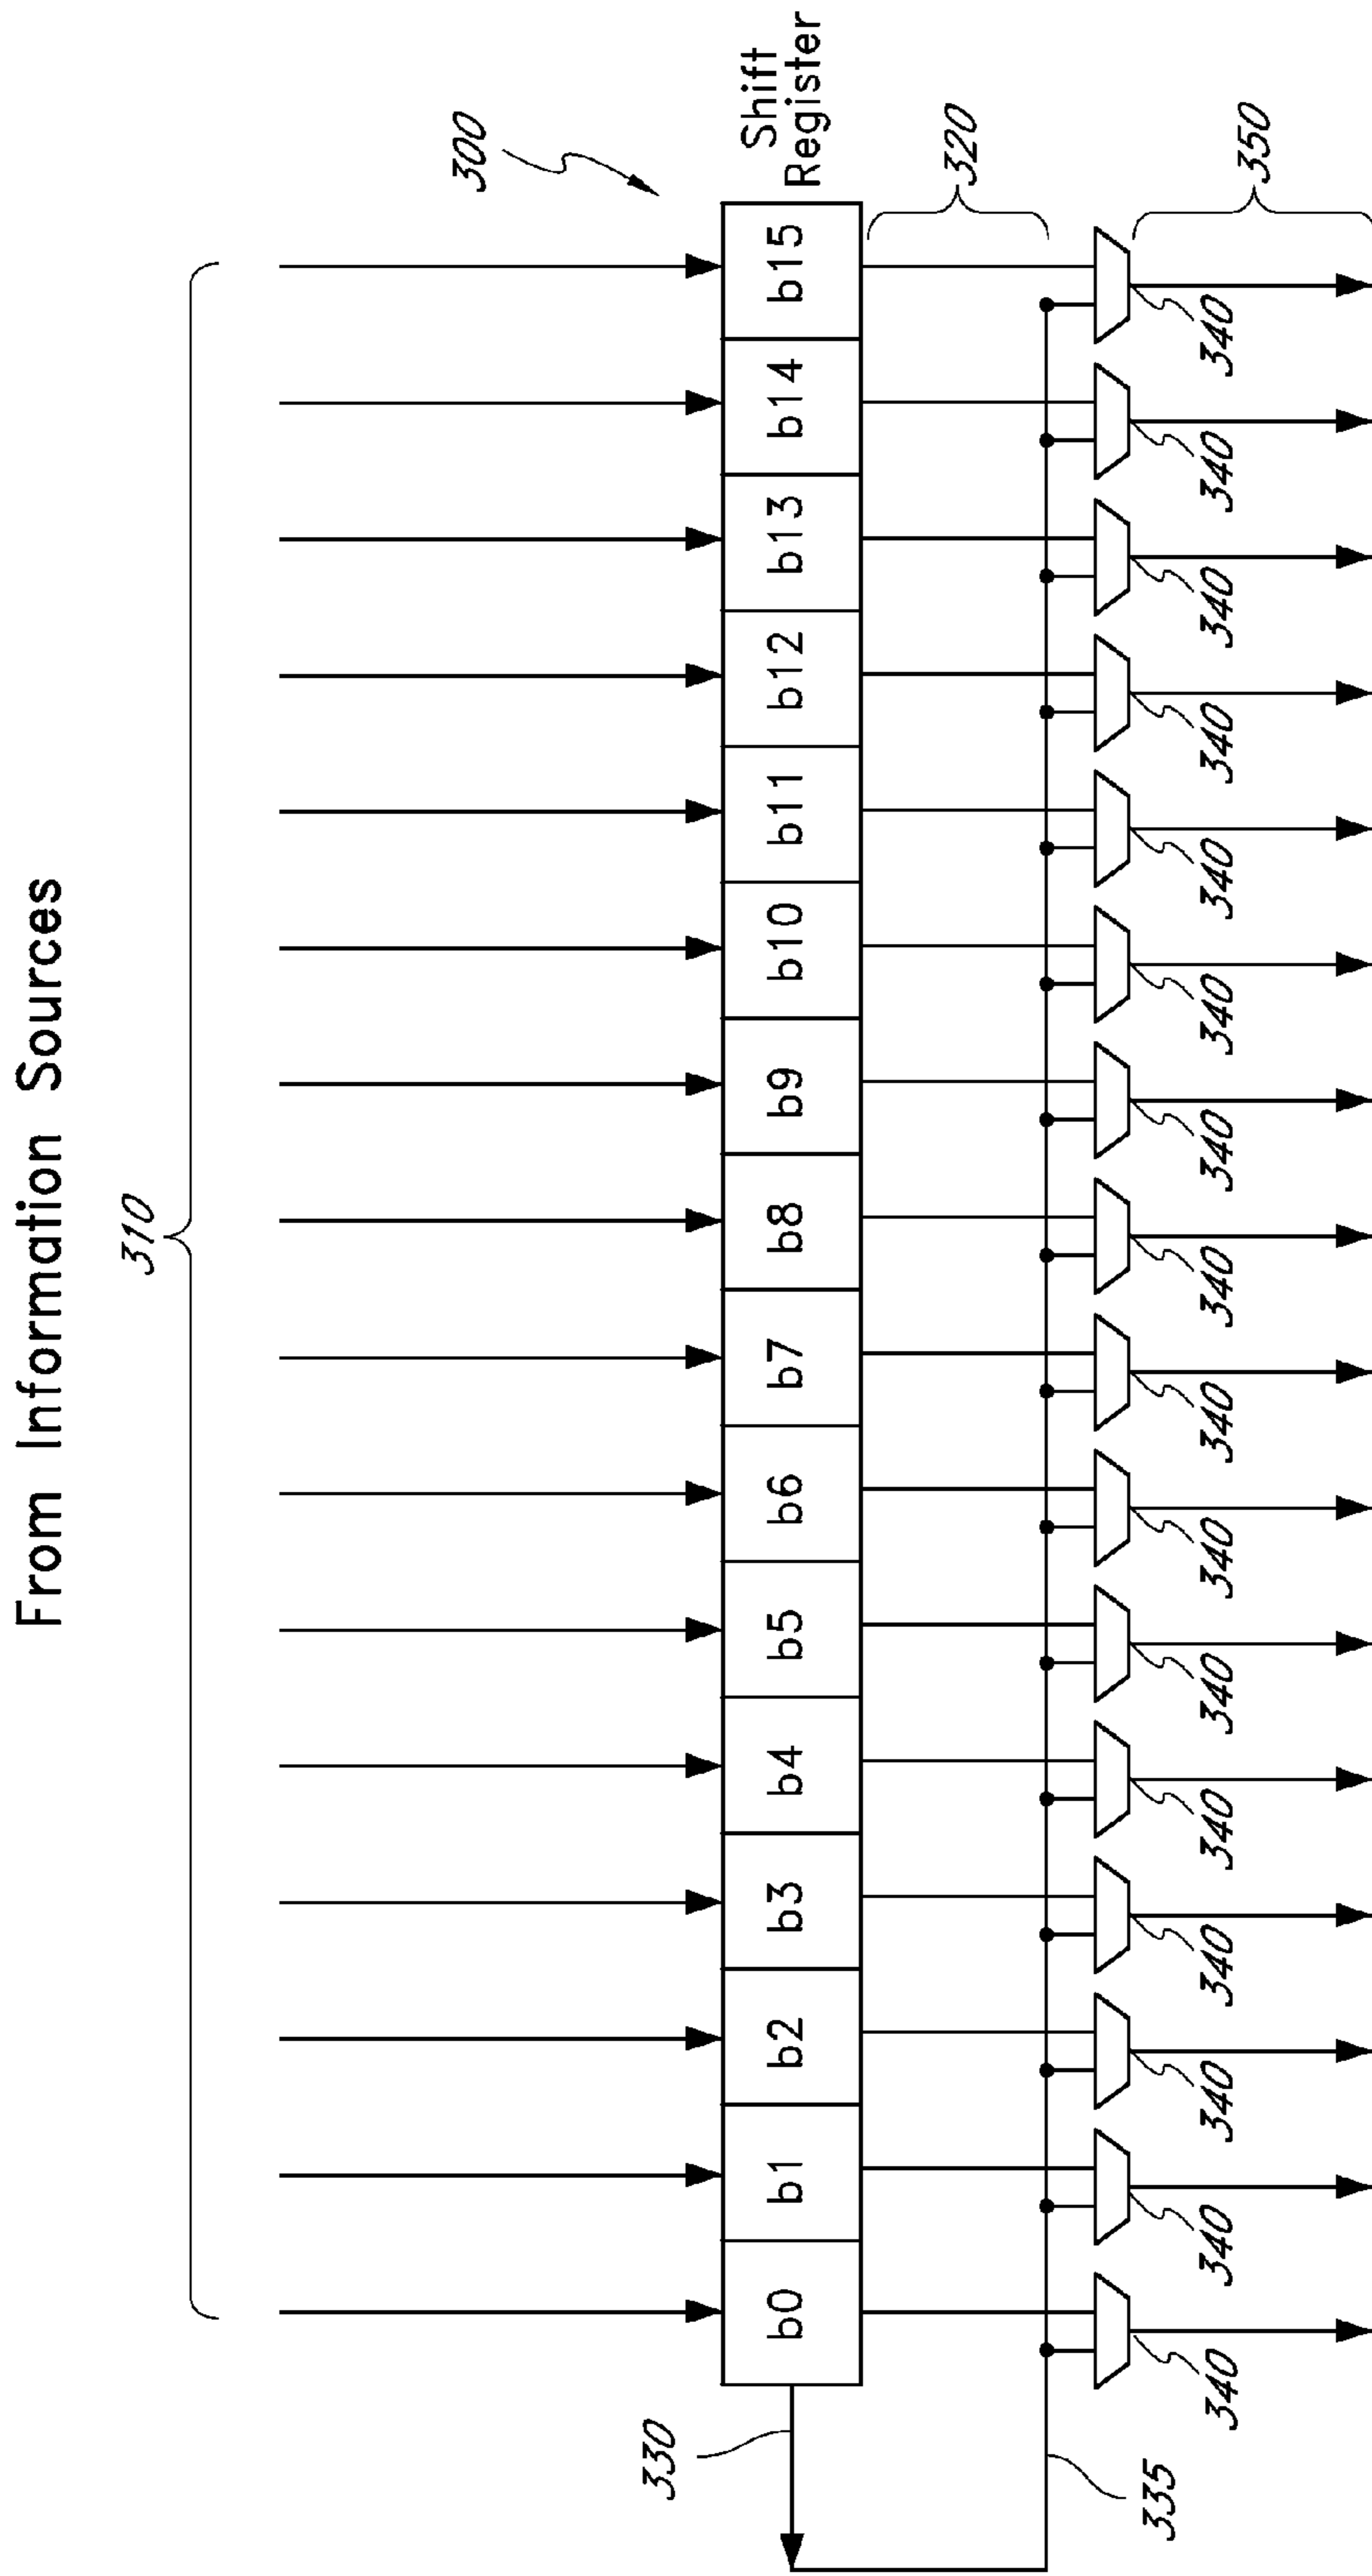 From Information Sources
310
300
Shift
Register
b0 b1 b2 b3 b4 b5 b6 b7 b8 b9 b10 b11 b12 b13 b14 b15
330
320
335
340 340 340 340 340 340 340 340 340 340 340 340 340 340 340 340
350